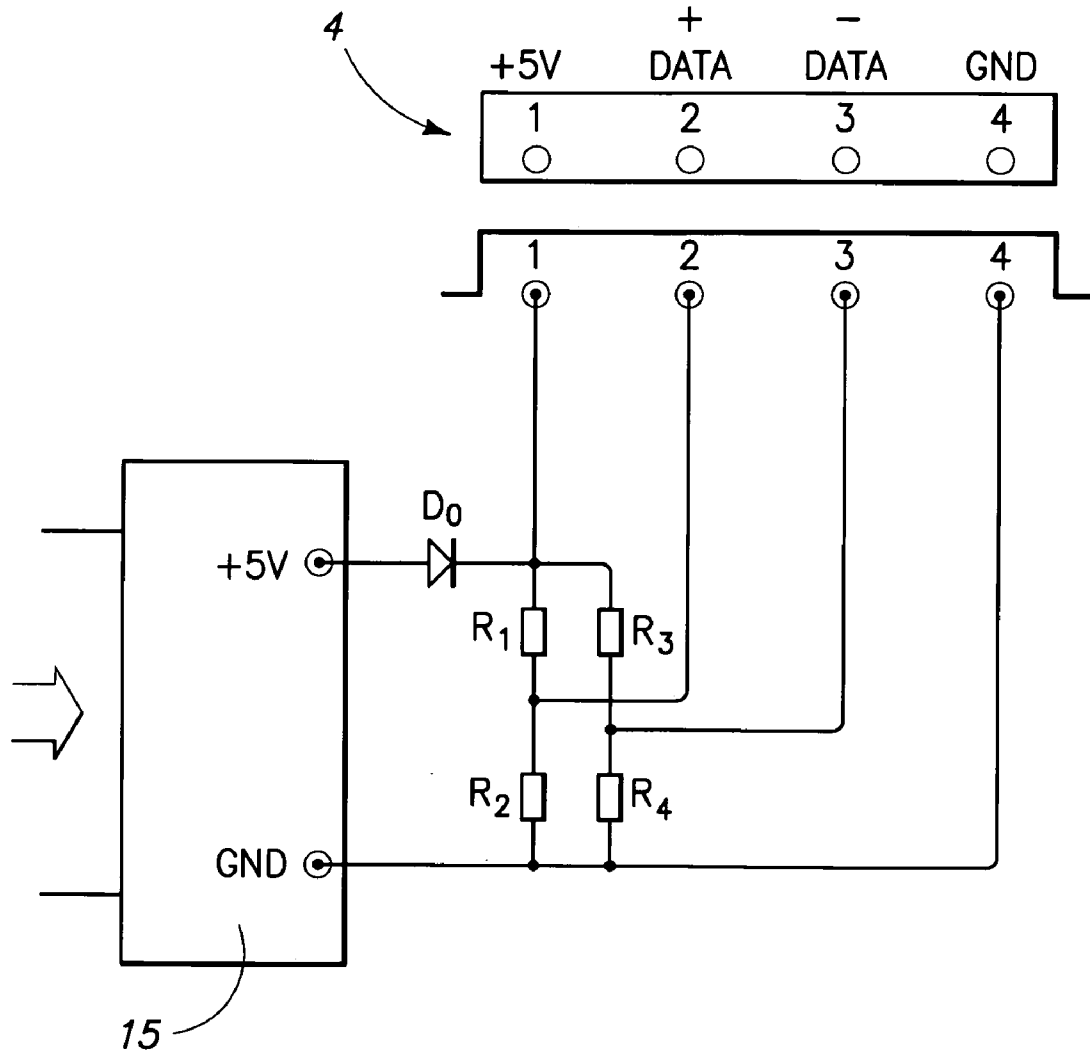 4
+ -
+5V DATA DATA GND
1 2 3 4
1 2 3 4
D0
+5V
R1 R3
R2 R4
GND
15